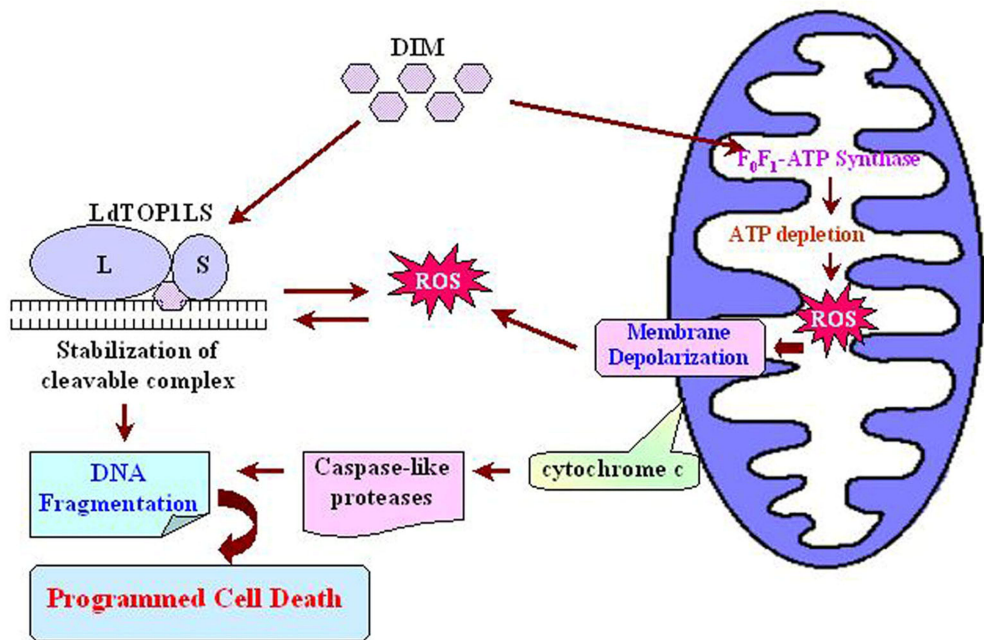 DIM
F₀F₁-ATP Synthase
LdTOP1LS
ATP depletion
L
S
ROS
ROS
Membrane
Depolarization
Stabilization of
cleavable complex
DNA
Fragmentation
Caspase-like
proteases
cytochrome c
Programmed Cell Death